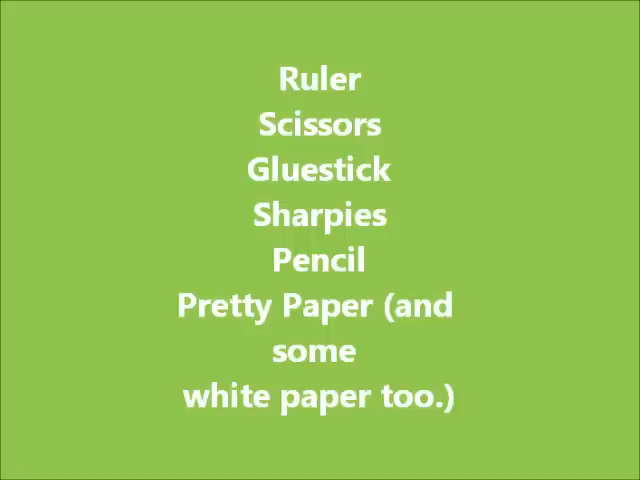 Ruler
Scissors
Gluestick
Sharpies
Pencil
Pretty Paper (and
some
white paper too.)